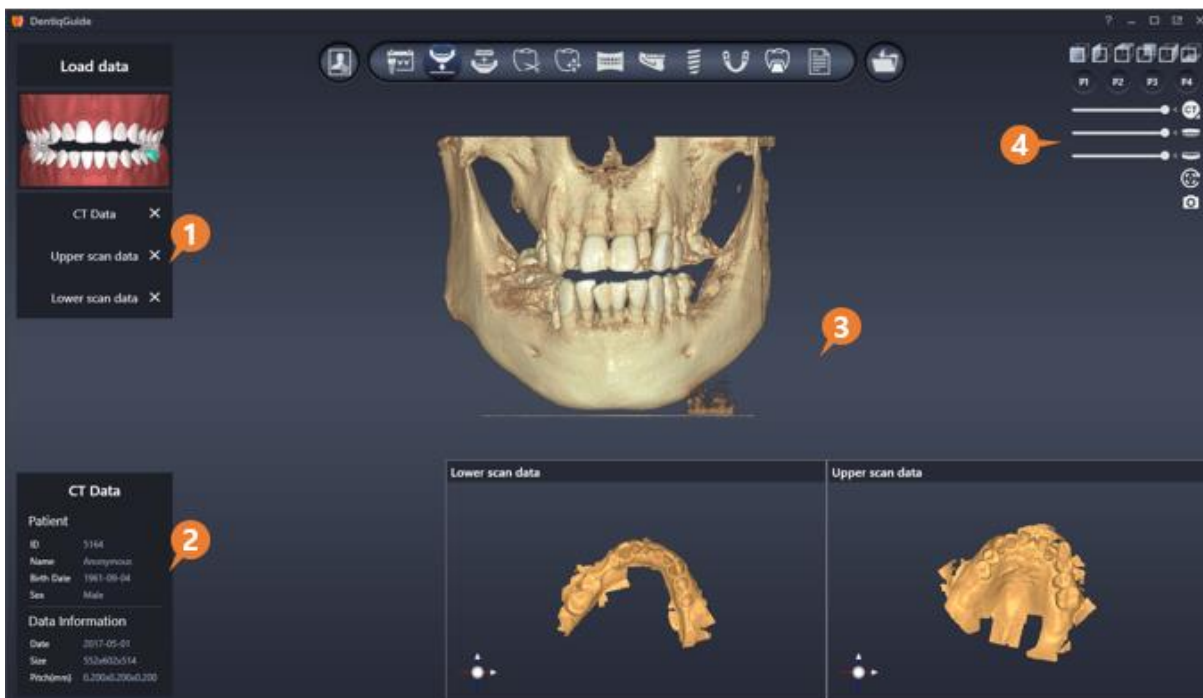 DentiqGuide
?
Load data
CT Data ×
Upper scan data ×
Lower scan data ×
1
P1 P2 P3 P4
CT
4
3
CT Data
Patient
ID 5164
Name Anonymous
Birth Date 1961-09-04
Sex Male
2
Data Information
Date 2017-05-01
Size 552x602x514
Pitch(mm) 0.200x0.200x0.200
Lower scan data
Upper scan data